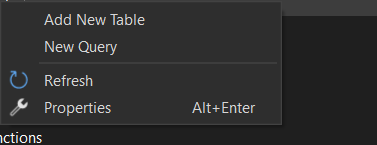 Add New Table
New Query
Refresh
Properties Alt+Enter
nctions